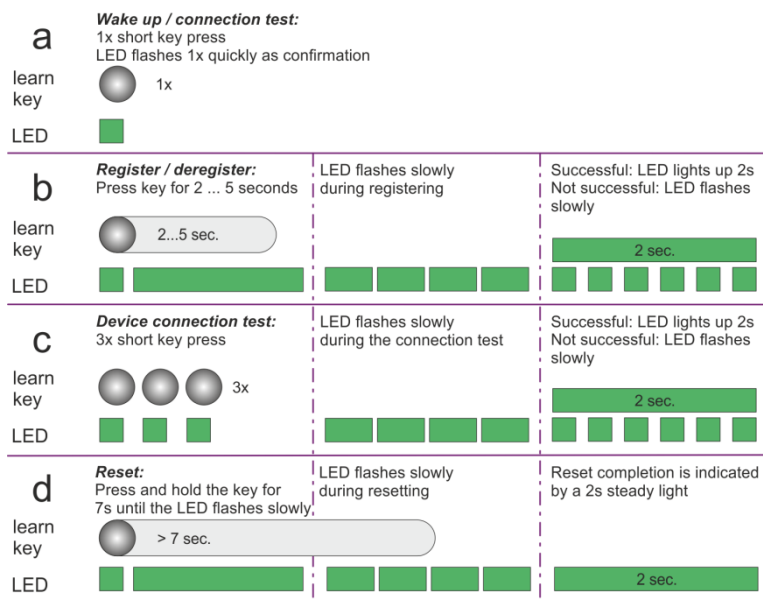 a
Wake up / connection test:
1x short key press
LED flashes 1x quickly as confirmation
learn
key
1x
LED
b
Register / deregister:
Press key for 2 ... 5 seconds
LED flashes slowly
during registering
Successful: LED lights up 2s
Not successful: LED flashes
slowly
learn
key
2...5 sec.
2 sec.
LED
c
Device connection test:
3x short key press
LED flashes slowly
during the connection test
Successful: LED lights up 2s
Not successful: LED flashes
slowly
learn
key
3x
2 sec.
LED
d
Reset:
Press and hold the key for
7s until the LED flashes slowly
LED flashes slowly
during resetting
Reset completion is indicated
by a 2s steady light
learn
key
> 7 sec.
LED
2 sec.